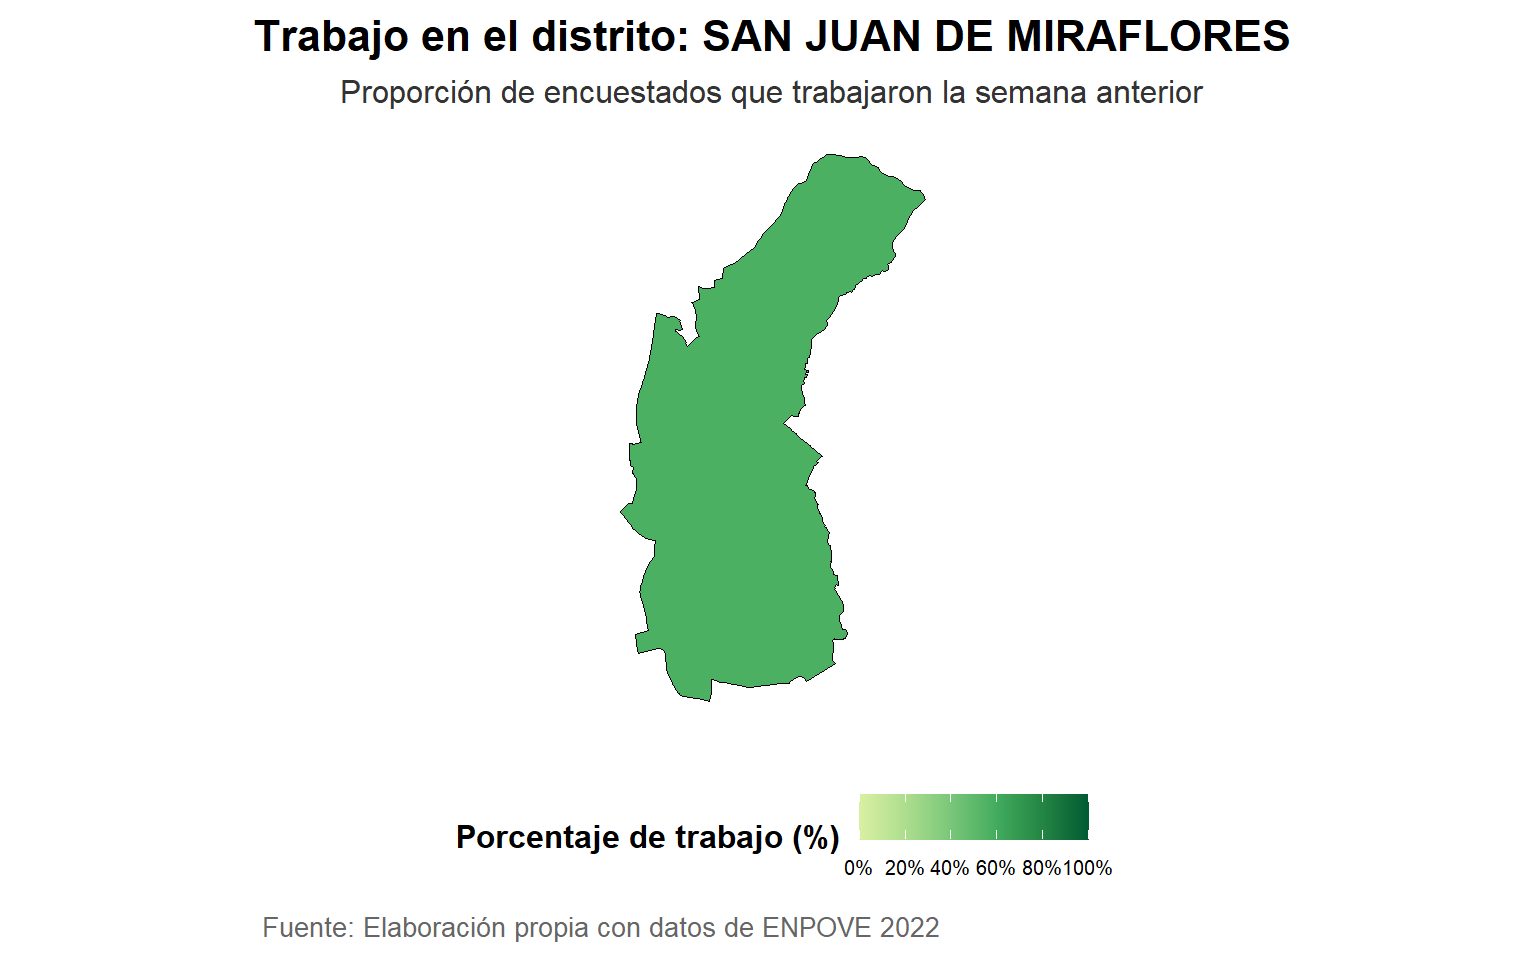 Trabajo en el distrito: SAN JUAN DE MIRAFLORES
Proporción de encuestados que trabajaron la semana anterior
Porcentaje de trabajo (%)
0% 20% 40% 60% 80% 100%
Fuente: Elaboración propia con datos de ENPOVE 2022